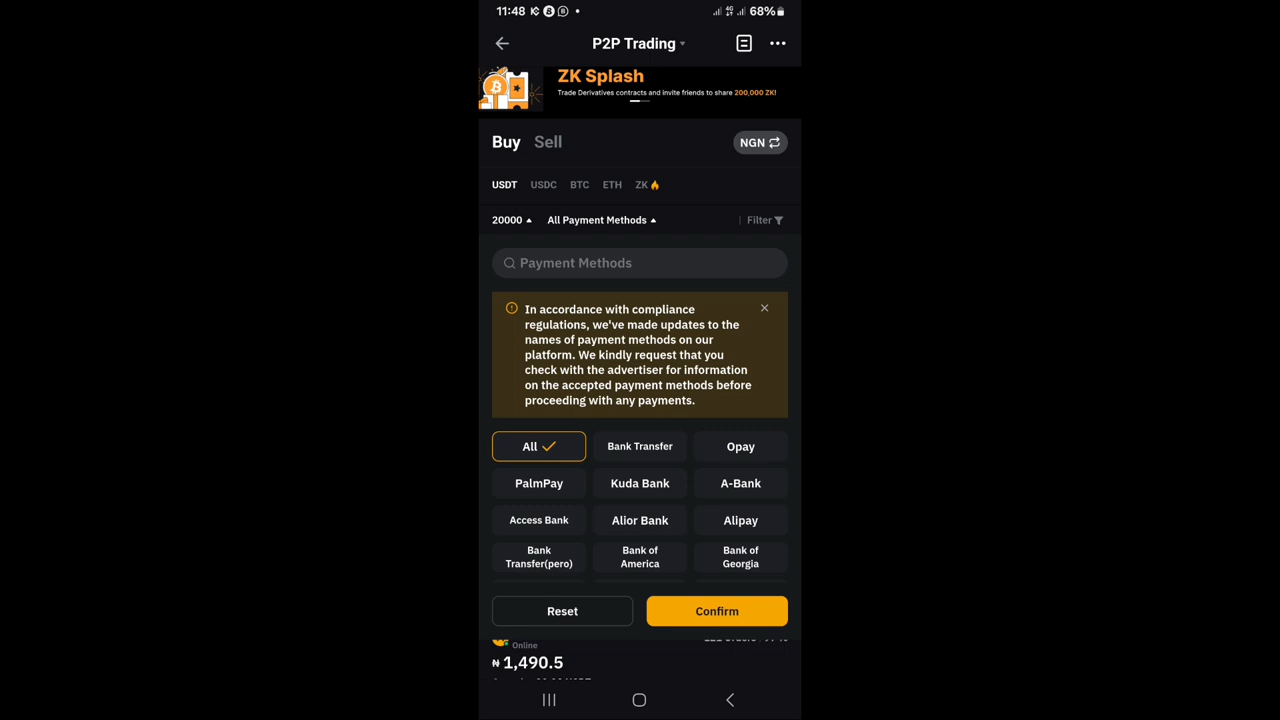 11:48 4G 68%
P2P Trading
ZK Splash
Trade Derivatives contracts and invite friends to share 200,000 ZK!
Buy Sell NGN
USDT USDC BTC ETH ZK
20000 All Payment Methods Filter
Payment Methods
In accordance with compliance
regulations, we've made updates to the
names of payment methods on our
platform. We kindly request that you
check with the advertiser for information
on the accepted payment methods before
proceeding with any payments.
All Bank Transfer Opay
PalmPay Kuda Bank A-Bank
Access Bank Alior Bank Alipay
Bank Transfer(pero) Bank of America Bank of Georgia
Reset Confirm
Online
₦ 1,490.5